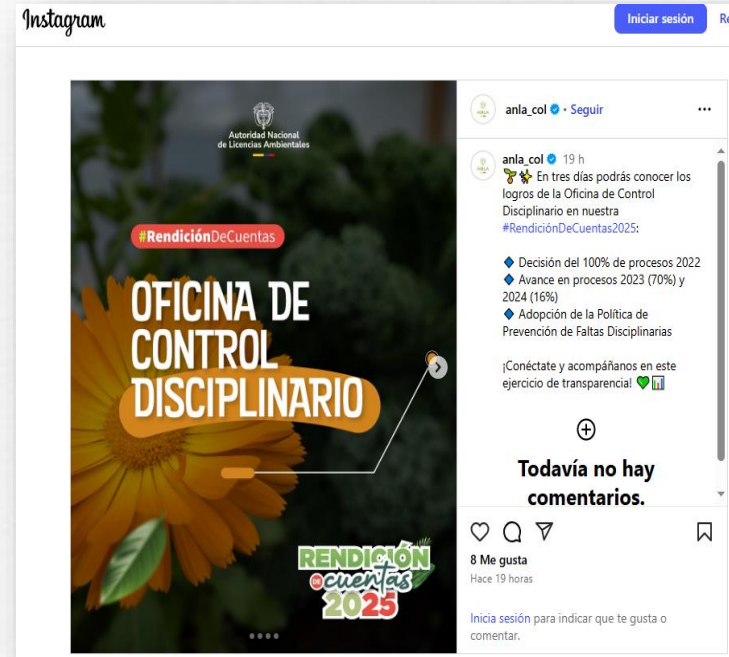 Instagram
Iniciar sesión
Re
Autoridad Nacional
de Licencias Ambientales
#RendiciónDeCuentas
OFICINA DE
CONTROL
DISCIPLINARIO
RENDICIÓN
DE cuentas
2025
anla_col • Seguir
anla_col 19 h
En tres días podrás conocer los
logros de la Oficina de Control
Disciplinario en nuestra
#RendiciónDeCuentas2025:
Decisión del 100% de procesos 2022
Avance en procesos 2023 (70%) y
2024 (16%)
Adopción de la Política de
Prevención de Faltas Disciplinarias
¡Conéctate y acompáñanos en este
ejercicio de transparencia!
Todavía no hay
comentarios.
8 Me gusta
Hace 19 horas
Inicia sesión para indicar que te gusta o
comentar.